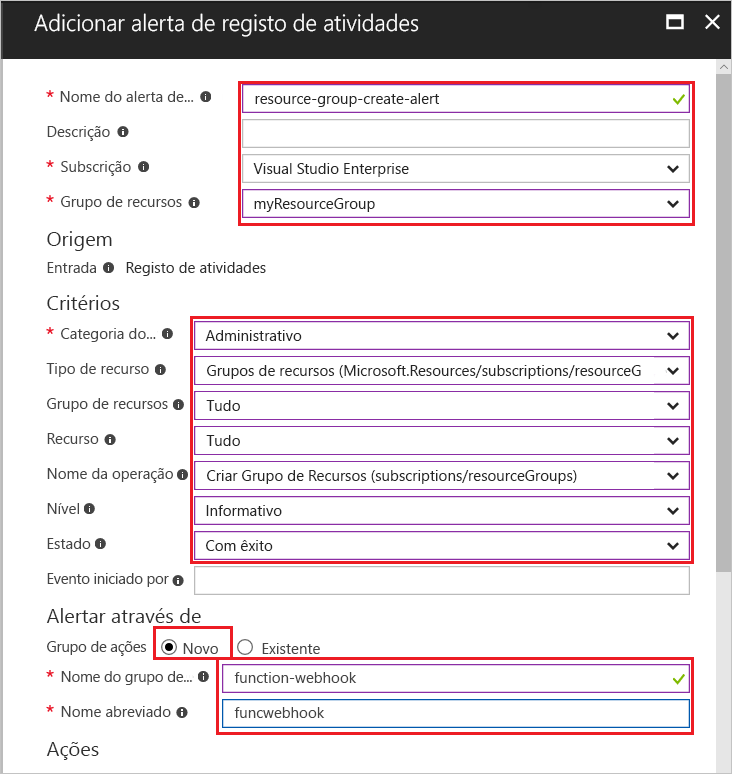 Adicionar alerta de registo de atividades
* Nome do alerta de... resource-group-create-alert
Descrição
* Subscrição Visual Studio Enterprise
* Grupo de recursos myResourceGroup
Origem
Entrada Registo de atividades
Critérios
* Categoria do... Administrativo
Tipo de recurso Grupos de recursos (Microsoft.Resources/subscriptions/resourceG
Grupo de recursos Tudo
Recurso Tudo
Nome da operação Criar Grupo de Recursos (subscriptions/resourceGroups)
Nível Informativo
Estado Com êxito
Evento iniciado por
Alertar através de
Grupo de ações Novo Existente
* Nome do grupo de... function-webhook
* Nome abreviado funcwebhook
Ações